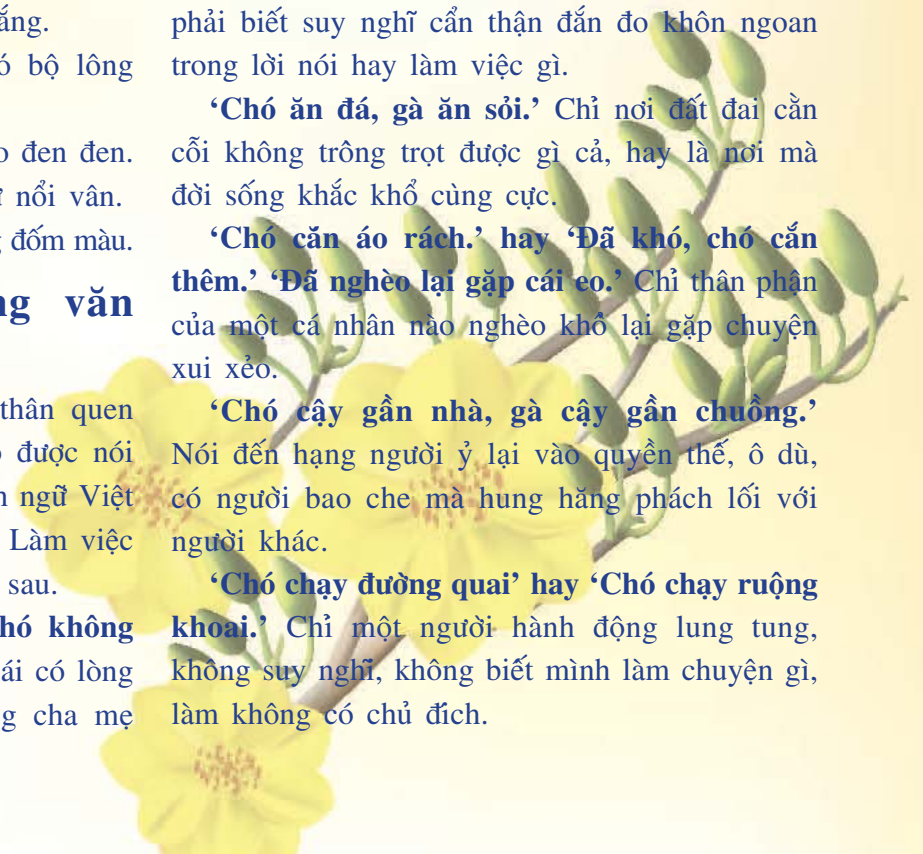 ắng.
ó bộ lông
o đen đen.
nổi vân.
g đốm màu.
ng văn
thân quen
được nói
n ngữ Việt
Làm việc
sau.
hó không
ái có lòng
g cha mẹ
phải biết suy nghĩ cẩn thận đắn đo khôn ngoan
trong lời nói hay làm việc gì.
‘Chó ăn đá, gà ăn sỏi.’ Chỉ nơi đất đai cằn
cỗi không trông trọt được gì cả, hay là nơi mà
đời sống khắc khổ cùng cực.
‘Chó căn áo rách.’ hay ‘Đã khó, chó cắn
thêm.’ ‘Đã nghèo lại gặp cái eo.’ Chỉ thân phận
của một cá nhân nào nghèo khổ lại gặp chuyện
xui xẻo.
‘Chó cậy gần nhà, gà cậy gần chuồng.’
Nói đến hạng người ỷ lại vào quyền thế, ô dù,
có người bao che mà hung hăng phách lối với
người khác.
‘Chó chạy đường quai’ hay ‘Chó chạy ruộng
khoai.’ Chỉ một người hành động lung tung,
không suy nghĩ, không biết mình làm chuyện gì,
làm không có chủ đích.